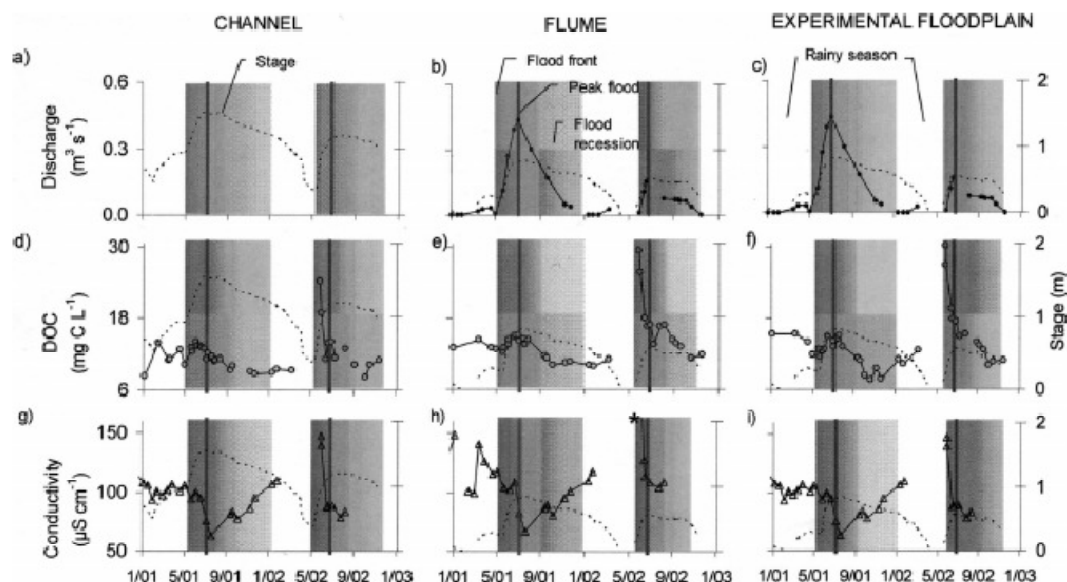 CHANNEL FLUME EXPERIMENTAL FLOODPLAIN
a) b) c)
Stage Flood front Rainy season
Peak flood
Flood
recession
0.6 2
Discharge
(m³ s⁻¹)
0.3 1
0.0 0
d) e) f)
30 2
DOC
(mg C L⁻¹)
18 1
6 0
Stage (m)
g) h) i)
* 
150 2
Conductivity
(µS cm⁻¹)
100 1
50 0
1/01 5/01 9/01 1/02 5/02 9/02 1/03 1/01 5/01 9/01 1/02 5/02 9/02 1/03 1/01 5/01 9/01 1/02 5/02 9/02 1/03